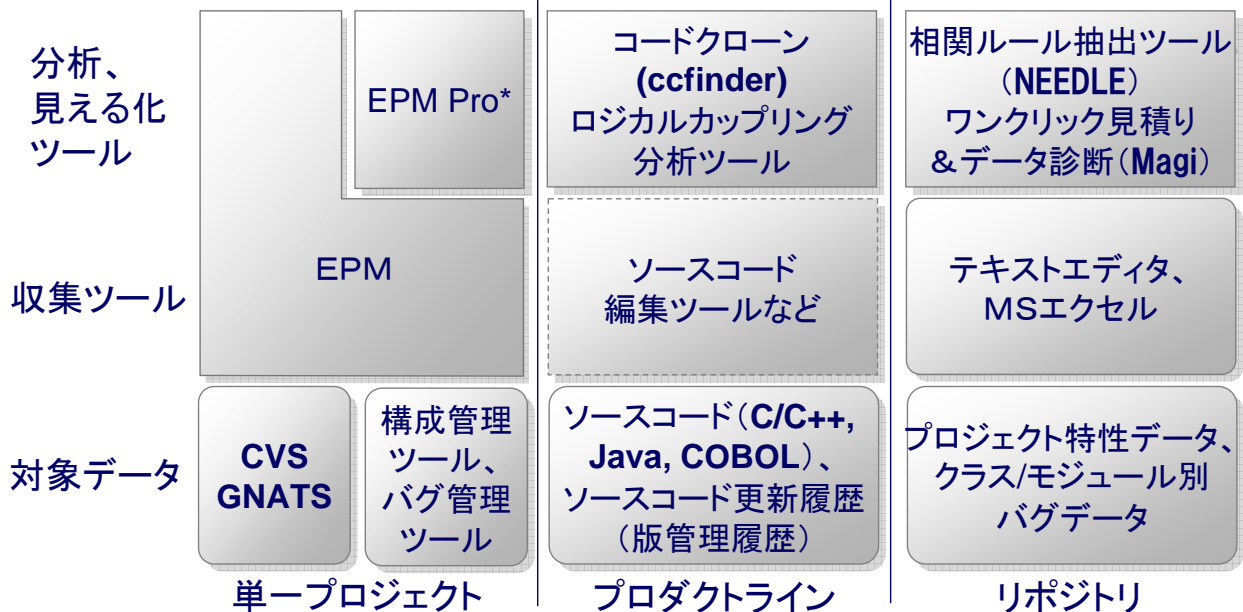 分析、
見える化
ツール
EPM Pro*
コードクローン
(ccfinder)
ロジカルカップリング
分析ツール
相関ルール抽出ツール
（NEEDLE）
ワンクリック見積り
＆データ診断（Magi）
収集ツール
EPM
ソースコード
編集ツールなど
テキストエディタ、
ＭＳエクセル
対象データ
CVS
GNATS
構成管理
ツール、
バグ管理
ツール
ソースコード（C/C++,
Java, COBOL）、
ソースコード更新履歴
（版管理履歴）
プロジェクト特性データ、
クラス/モジュール別
バグデータ
単一プロジェクト
プロダクトライン
リポジトリ